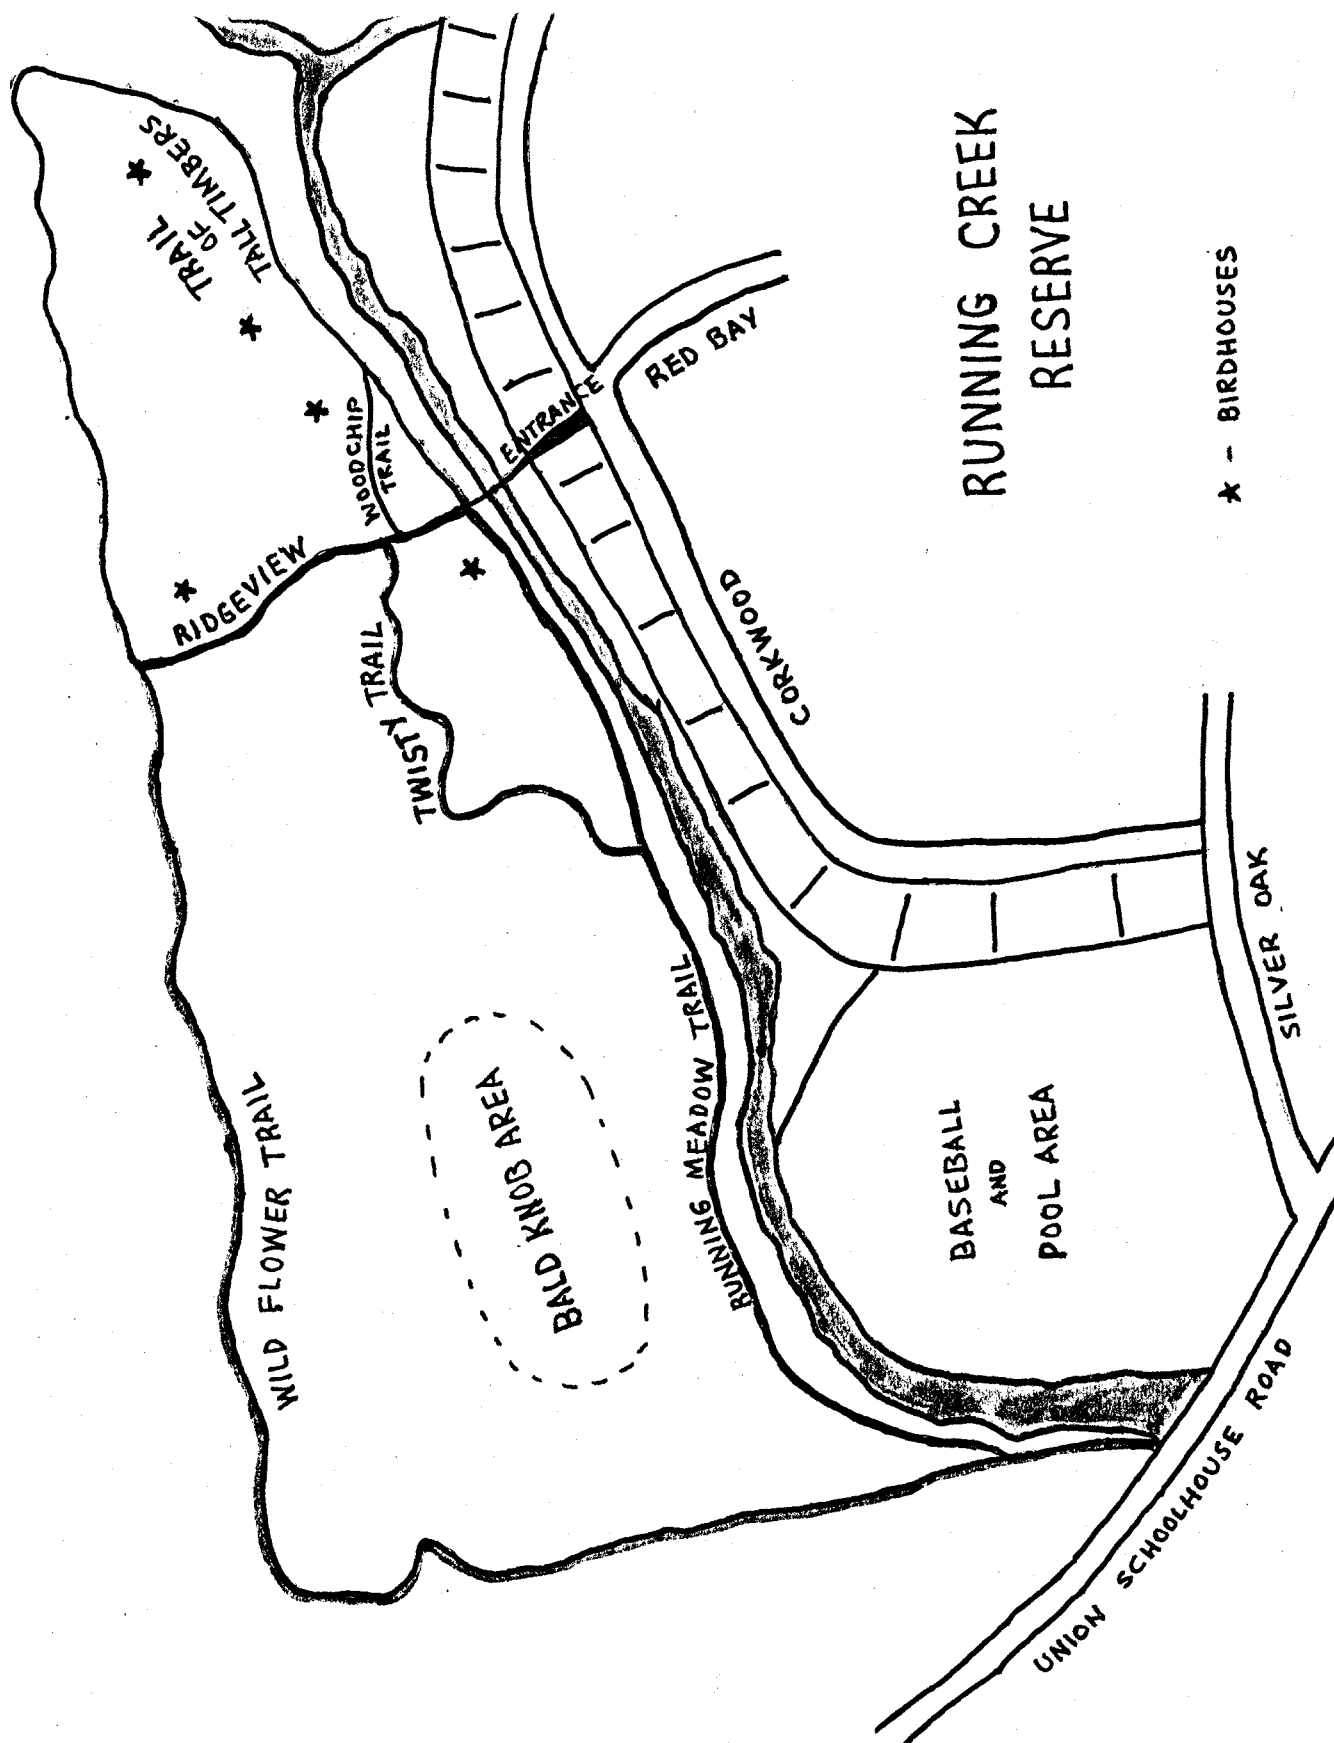 RUNNING CREEK
RESERVE
★ - BIRDHOUSES
TRAIL
OF
TALL TIMBERS
WOODCHIP
TRAIL
RIDGEVIEW
ENTRANCE
RED BAY
CORKWOOD
TWISTY TRAIL
WILD FLOWER TRAIL
BALD KNOB AREA
RUNNING MEADOW TRAIL
BASEBALL
AND
POOL AREA
SILVER OAK
UNION SCHOOLHOUSE ROAD